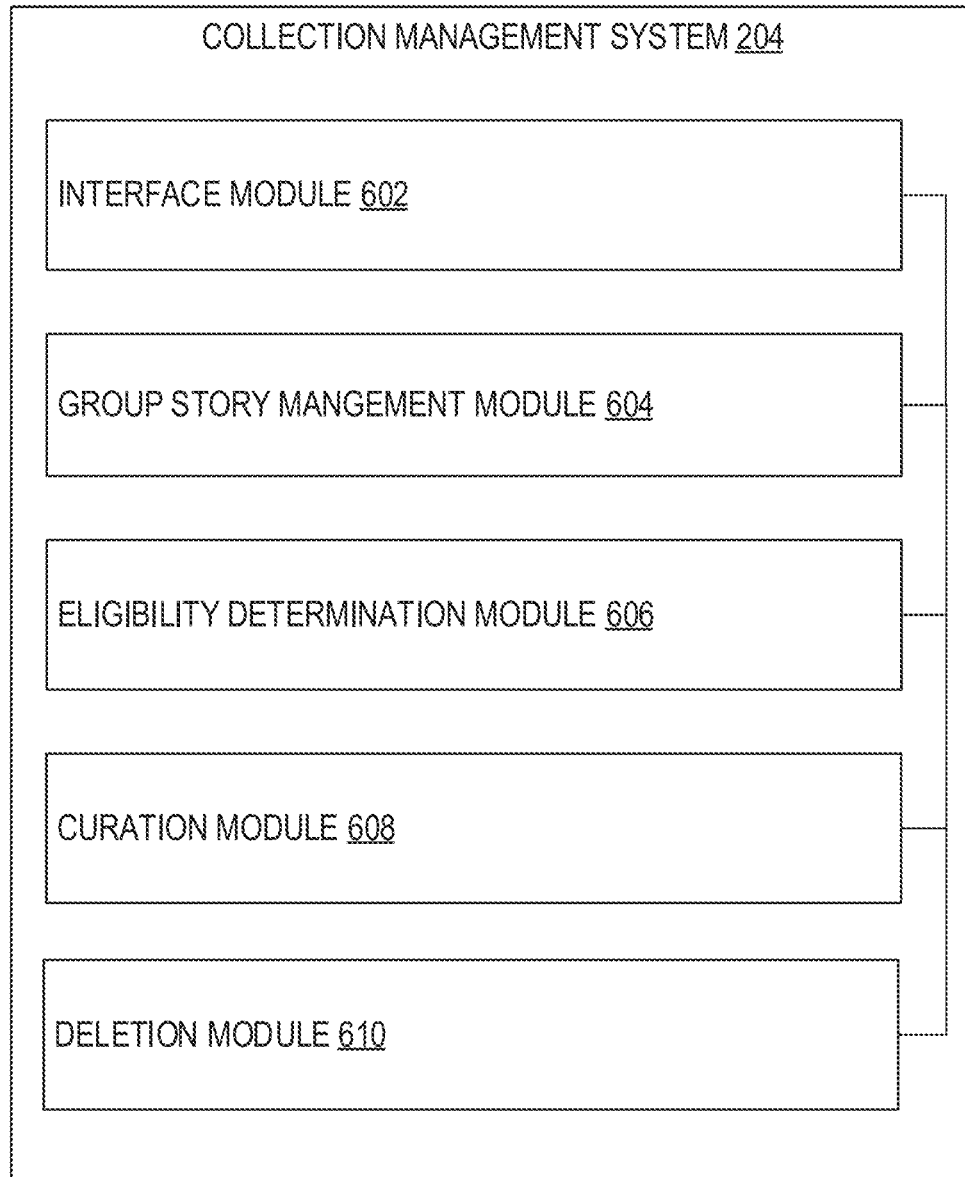 COLLECTION MANAGEMENT SYSTEM 204
INTERFACE MODULE 602
GROUP STORY MANGEMENT MODULE 604
ELIGIBILITY DETERMINATION MODULE 606
CURATION MODULE 608
DELETION MODULE 610